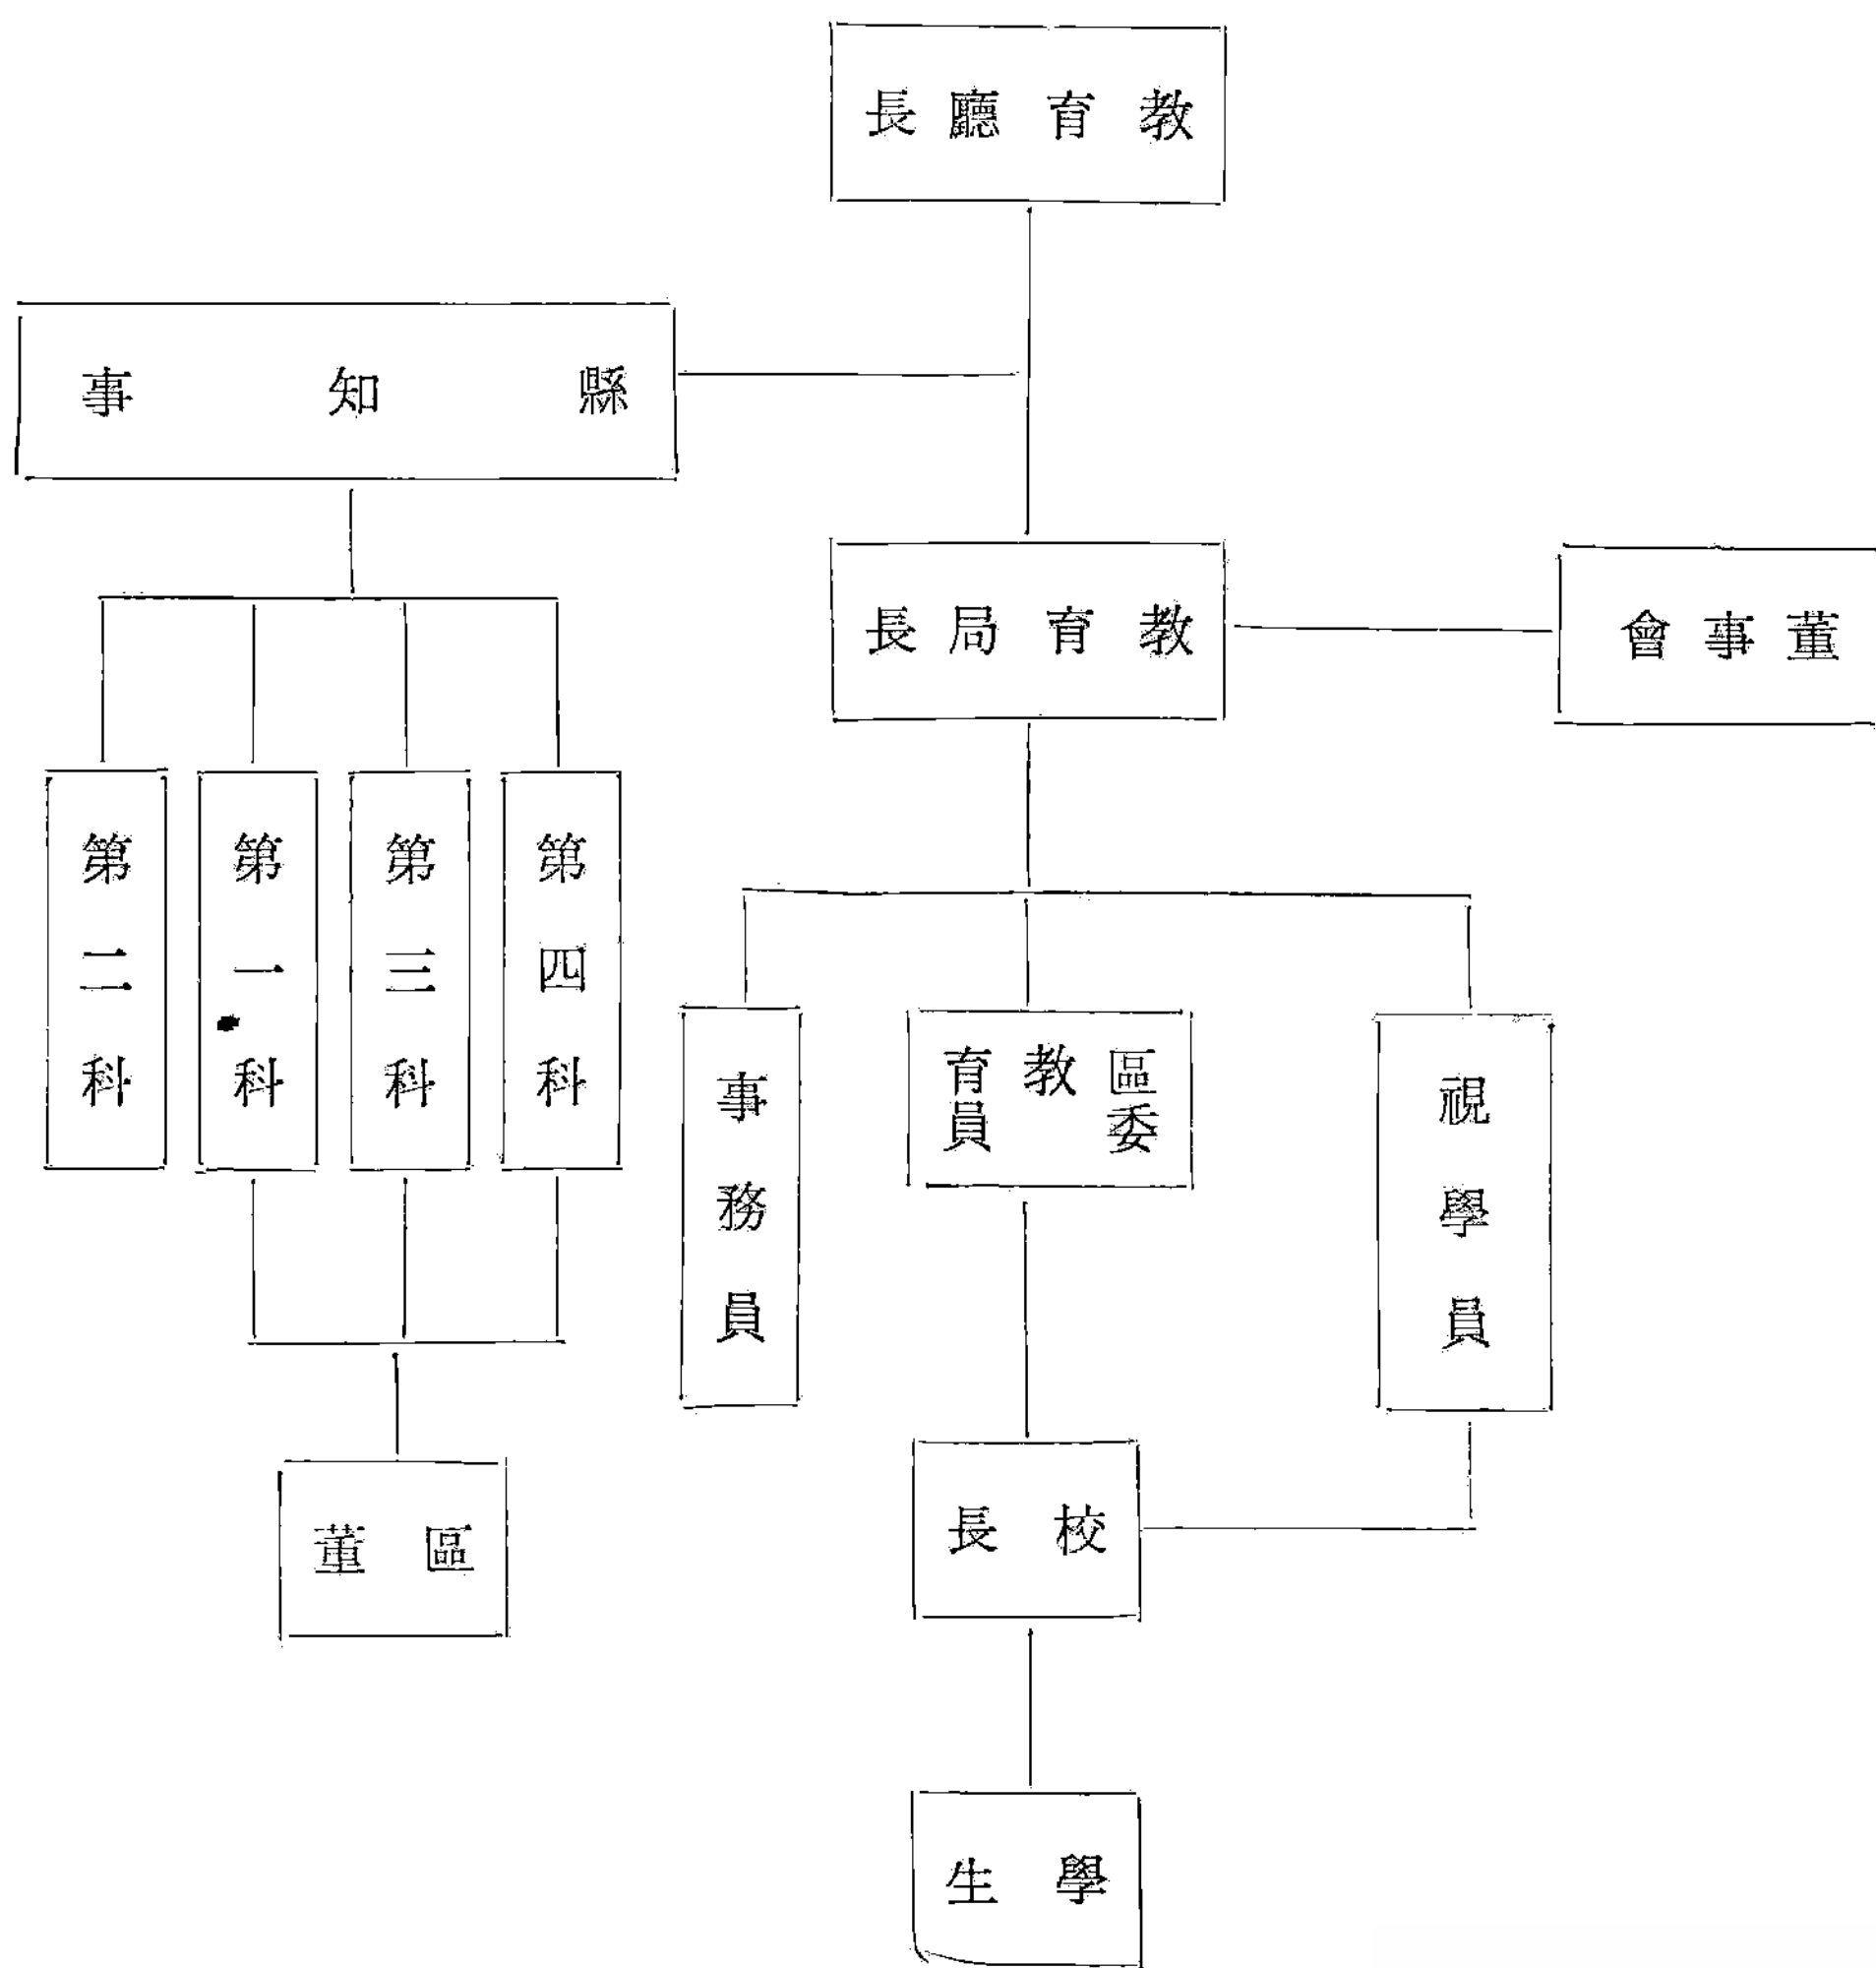 教育廳長
縣知事
教育局長
董事會
第四科
第三科
第一科
第二科
視學員
區教育
委員
事務員
校長
區董
學生